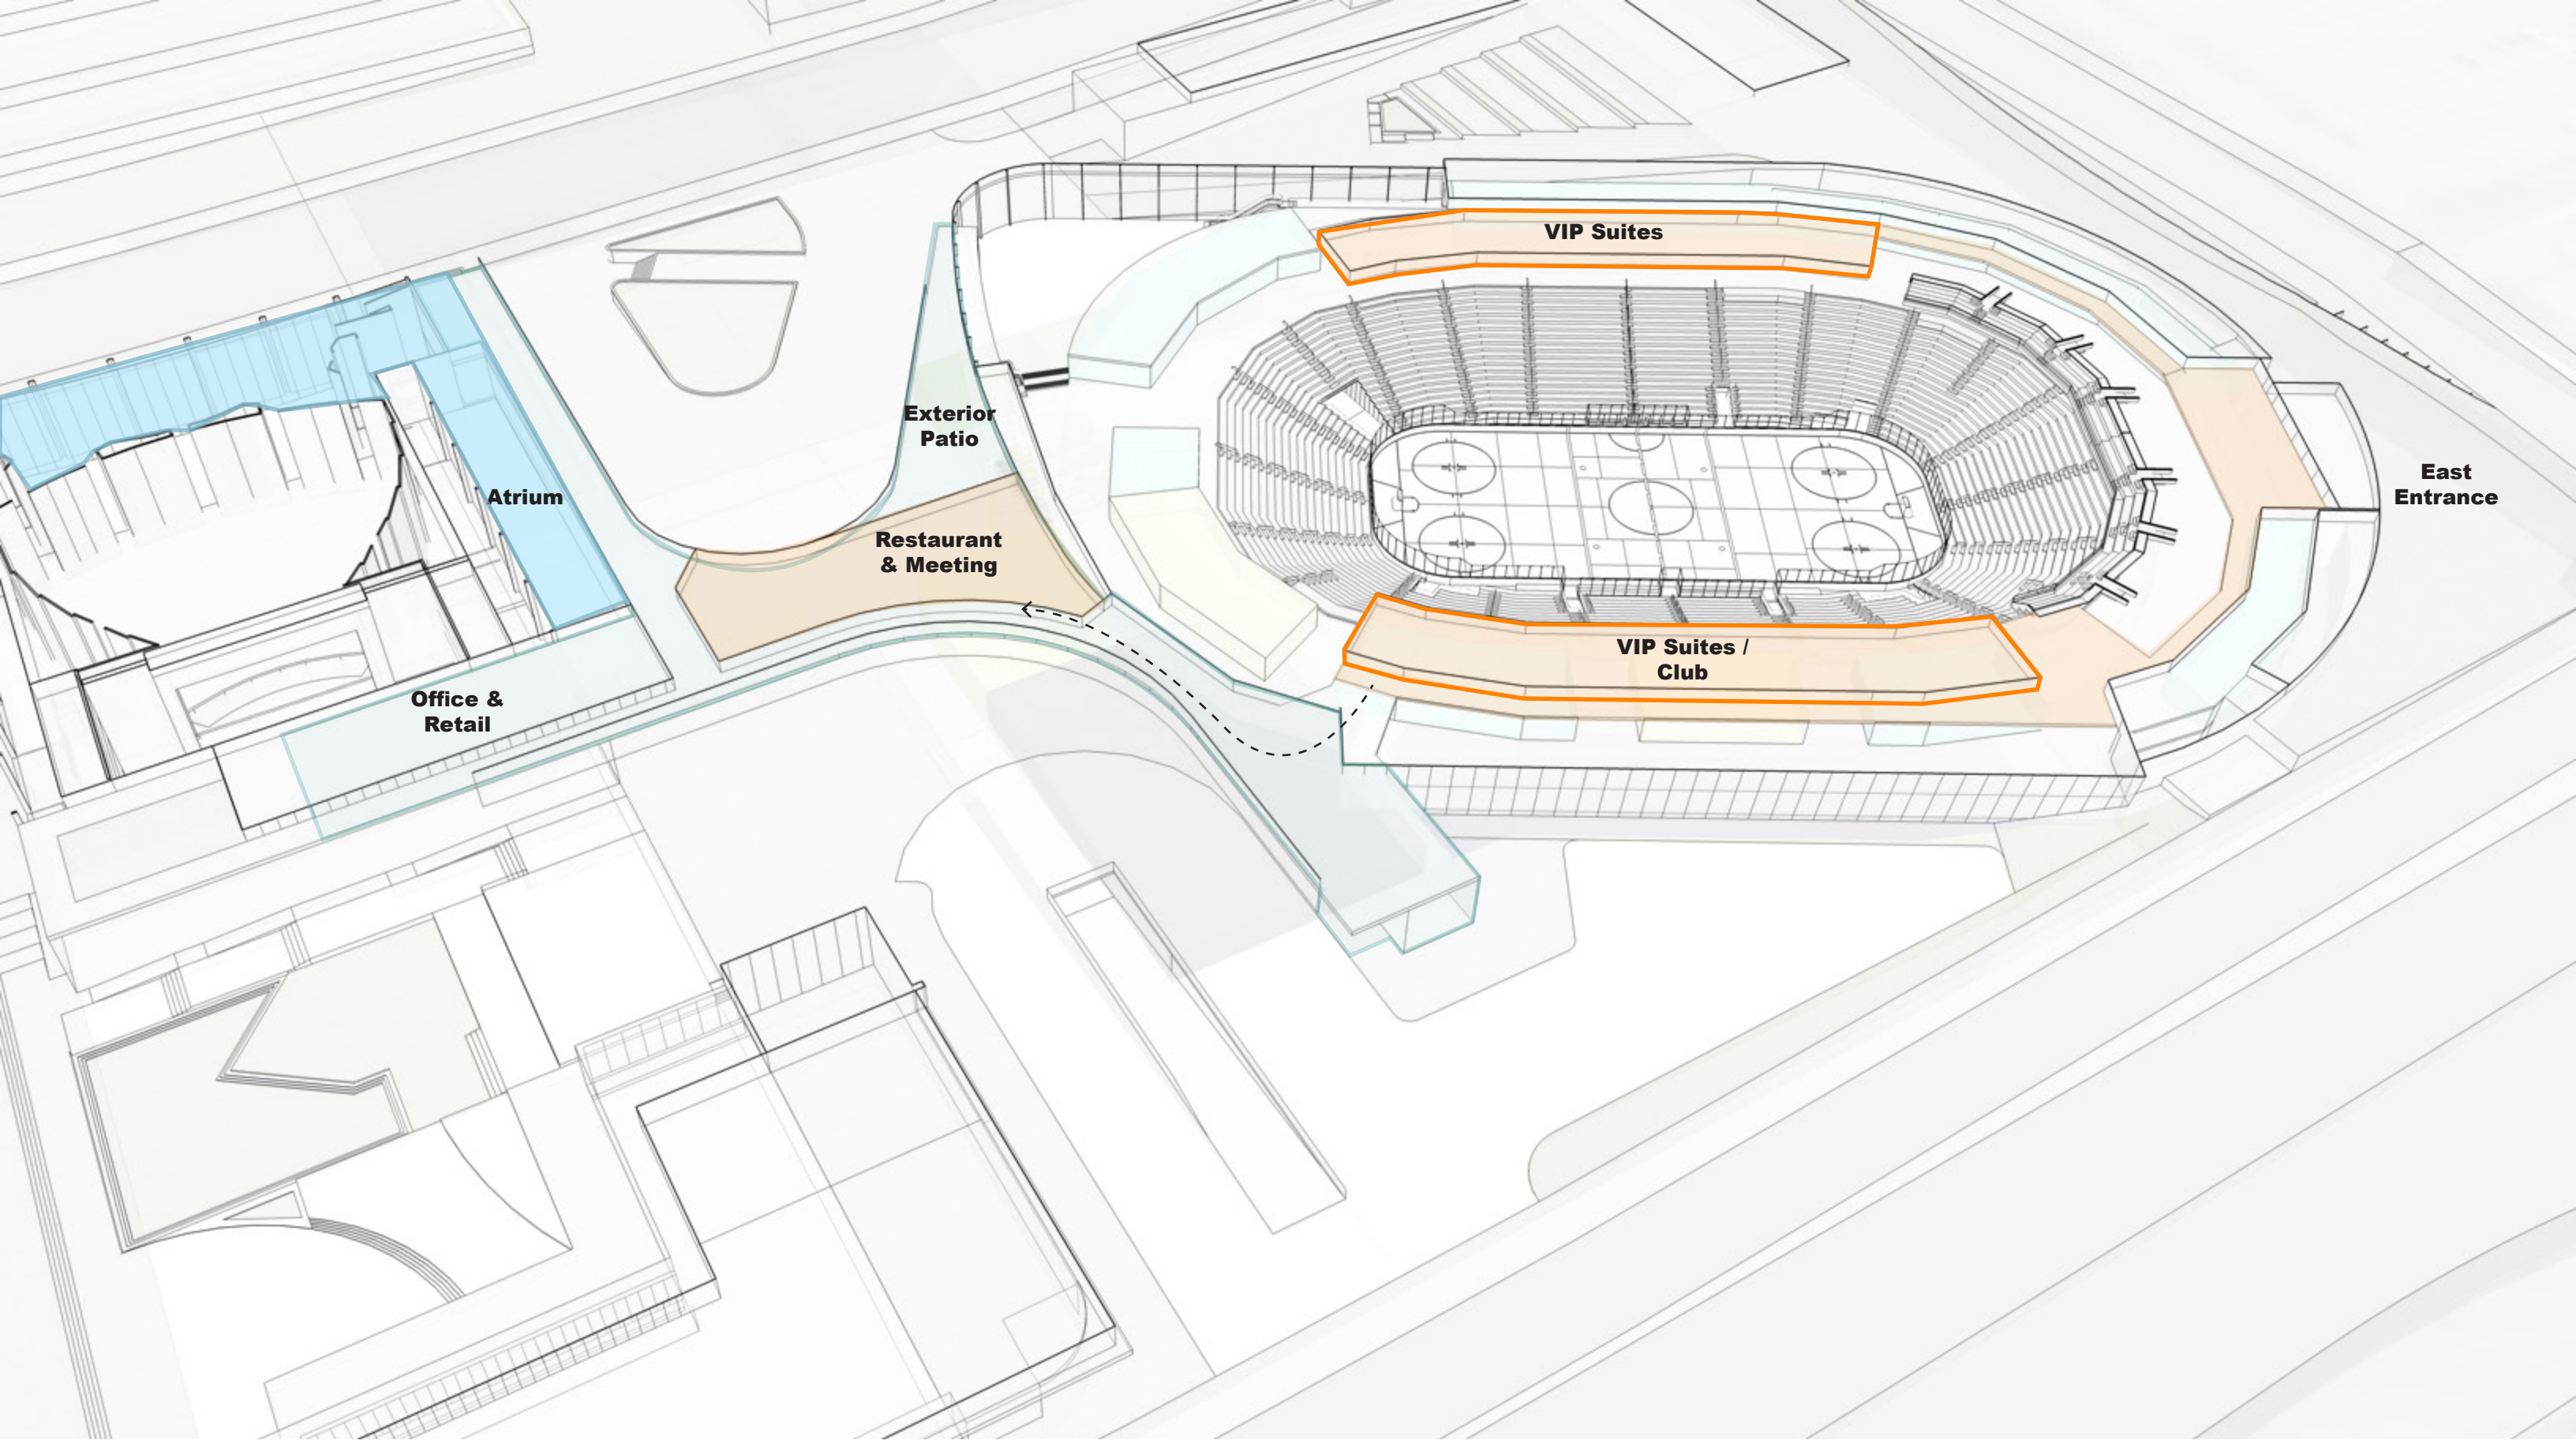 VIP Suites
Exterior
Patio
East
Entrance
Atrium
Restaurant
& Meeting
VIP Suites /
Club
Office &
Retail